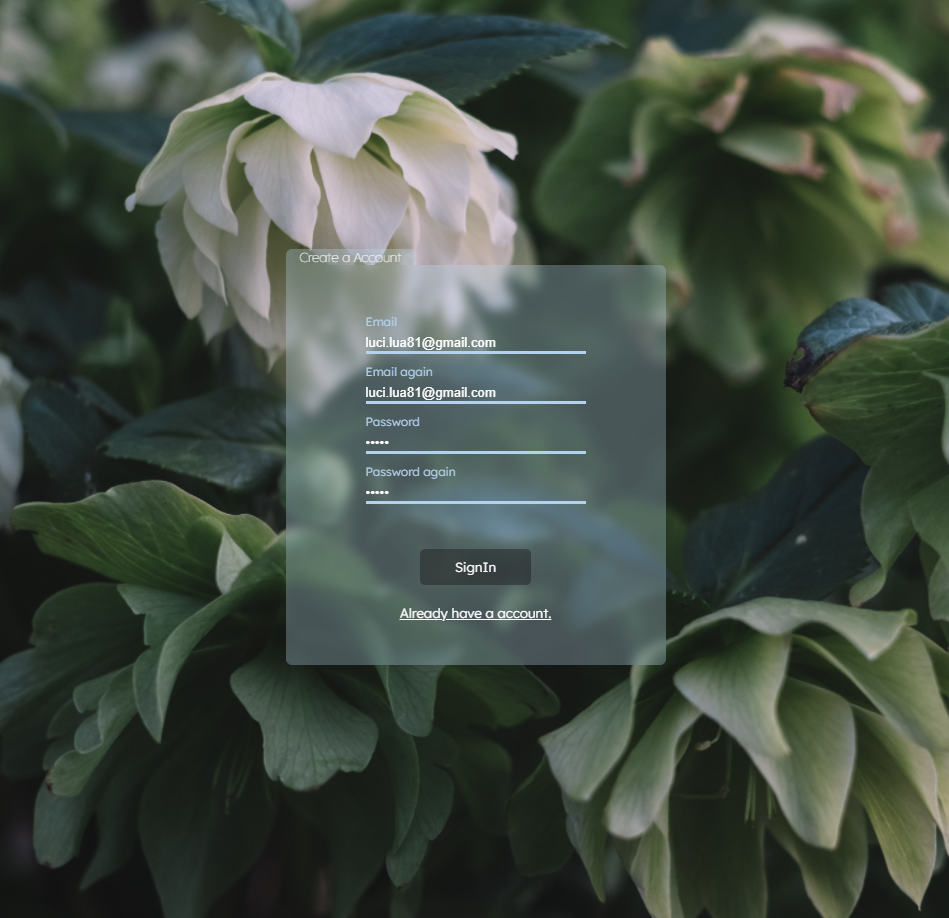 Create a Account
Email
luci.lua81@gmail.com
Email again
luci.lua81@gmail.com
Password
•••••
Password again
•••••
SignIn
Already have a account.